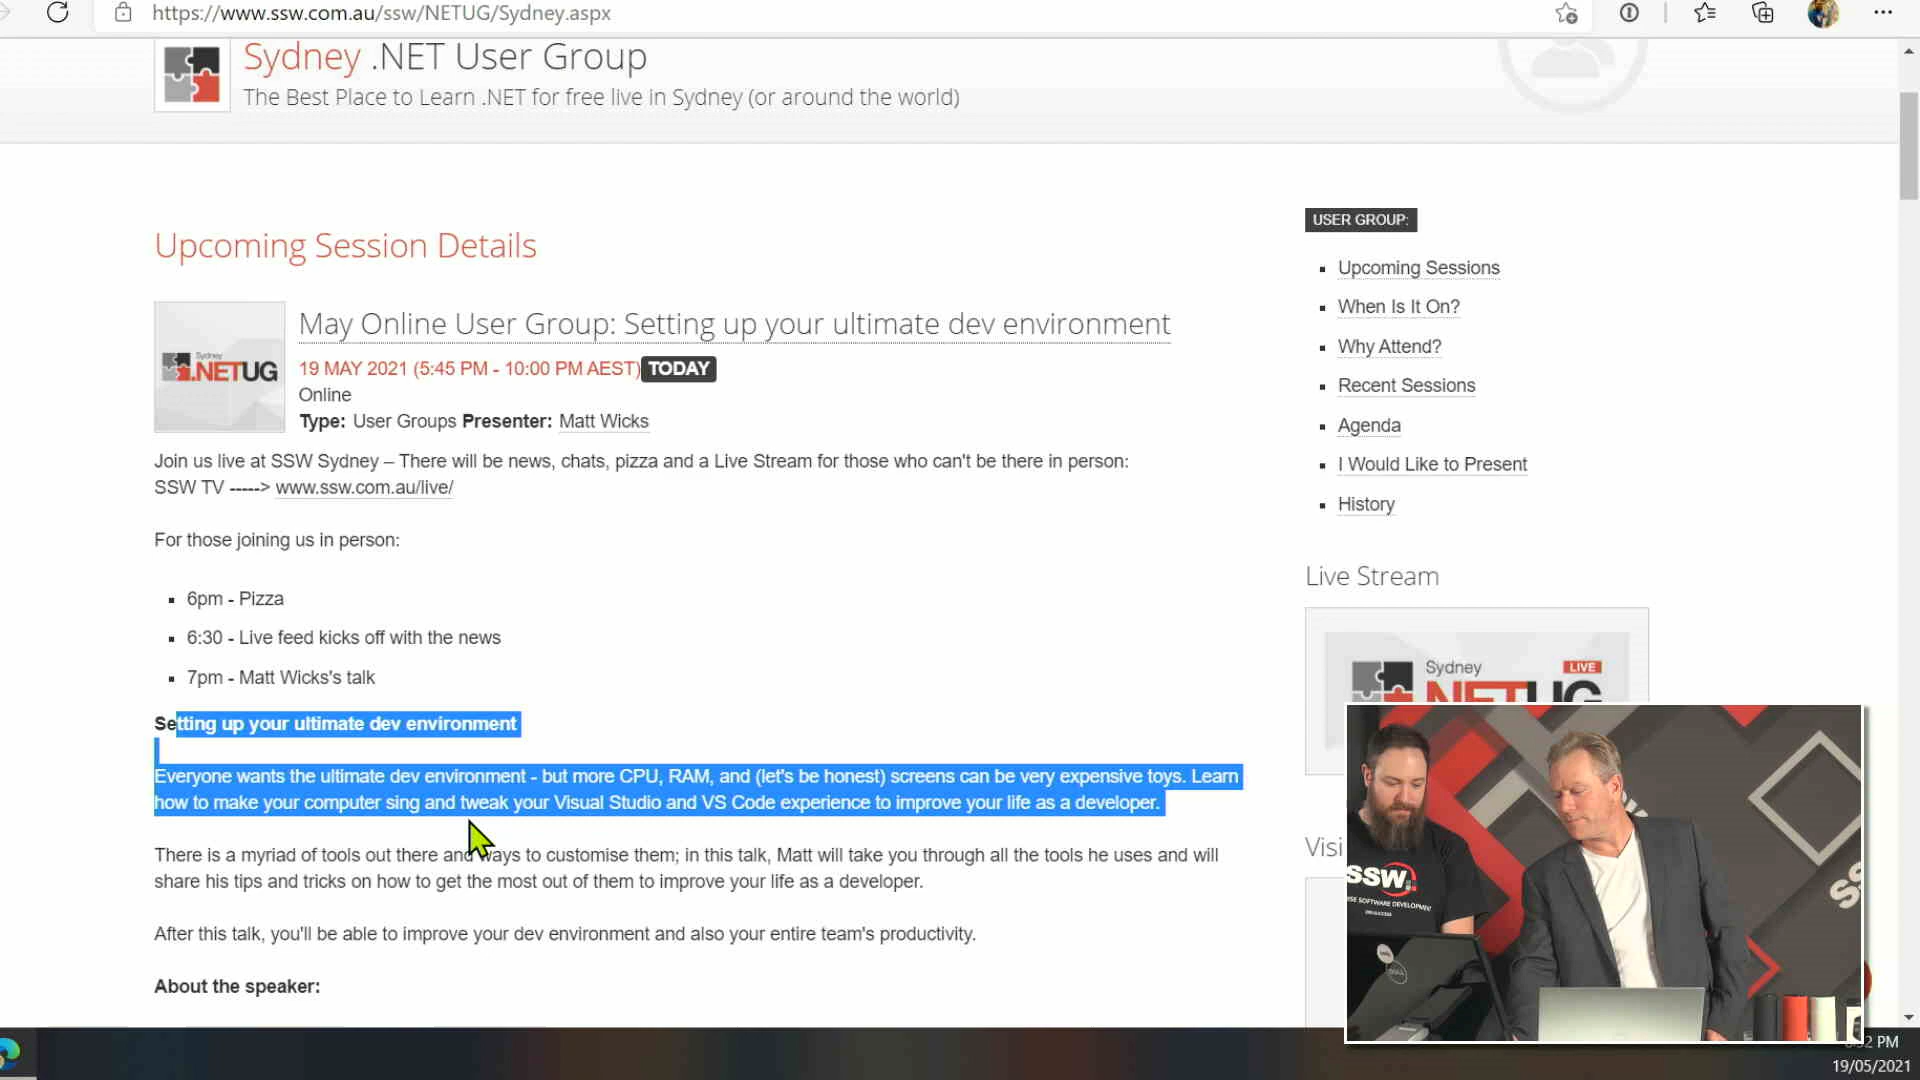 https://www.ssw.com.au/ssw/NETUG/Sydney.aspx
Sydney .NET User Group
The Best Place to Learn .NET for free live in Sydney (or around the world)
Upcoming Session Details
Sydney
.NETUG
May Online User Group: Setting up your ultimate dev environment
19 MAY 2021 (5:45 PM - 10:00 PM AEST) TODAY
Online
Type: User Groups Presenter: Matt Wicks
Join us live at SSW Sydney – There will be news, chats, pizza and a Live Stream for those who can't be there in person:
SSW TV -----> www.ssw.com.au/live/
For those joining us in person:
6pm - Pizza
6:30 - Live feed kicks off with the news
7pm - Matt Wicks's talk
Setting up your ultimate dev environment
Everyone wants the ultimate dev environment - but more CPU, RAM, and (let's be honest) screens can be very expensive toys. Learn
how to make your computer sing and tweak your Visual Studio and VS Code experience to improve your life as a developer.
There is a myriad of tools out there and ways to customise them; in this talk, Matt will take you through all the tools he uses and will
share his tips and tricks on how to get the most out of them to improve your life as a developer.
After this talk, you'll be able to improve your dev environment and also your entire team's productivity.
About the speaker:
USER GROUP:
Upcoming Sessions
When Is It On?
Why Attend?
Recent Sessions
Agenda
I Would Like to Present
History
Live Stream
Sydney
LIVE
NETUG
Visi
SSW
SOFTWARE DEVELOPMENT
DELL
SS
PM
19/05/2021